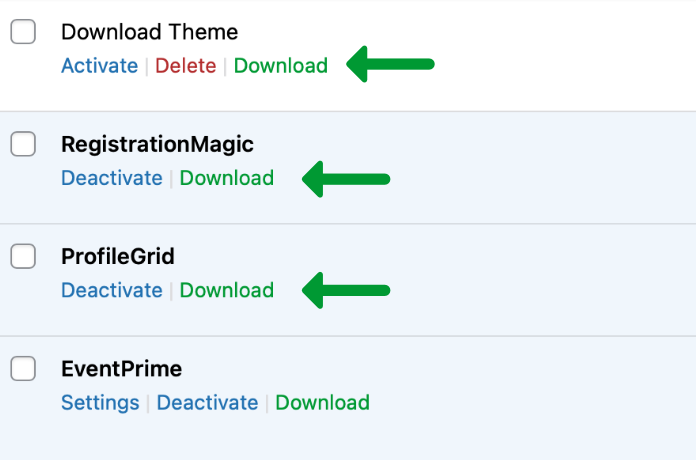 Download Theme
Activate | Delete | Download
RegistrationMagic
Deactivate | Download
ProfileGrid
Deactivate | Download
EventPrime
Settings | Deactivate | Download